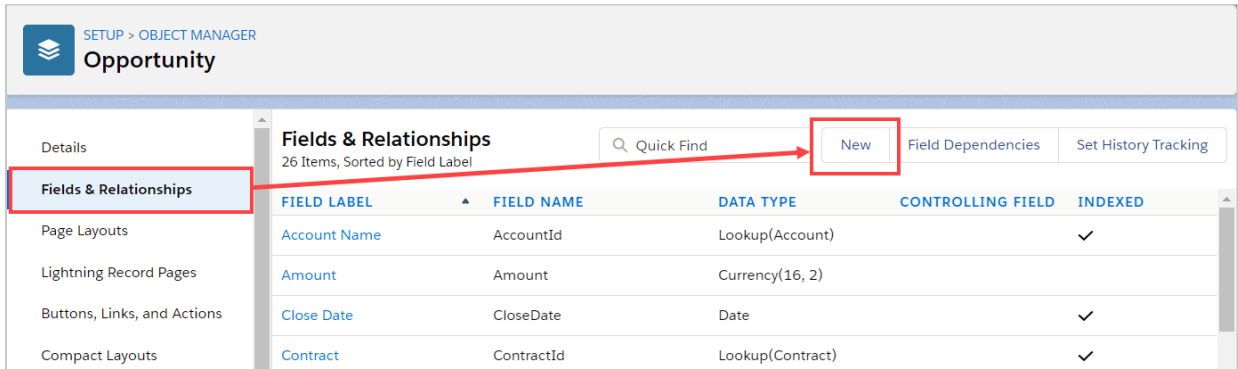 SETUP > OBJECT MANAGER
Opportunity
Details
Fields & Relationships
Page Layouts
Lightning Record Pages
Buttons, Links, and Actions
Compact Layouts
Fields & Relationships
26 Items, Sorted by Field Label
Quick Find
New
Field Dependencies
Set History Tracking
FIELD LABEL FIELD NAME DATA TYPE CONTROLLING FIELD INDEXED
Account Name AccountId Lookup(Account)
Amount Amount Currency(16, 2)
Close Date CloseDate Date
Contract ContractId Lookup(Contract)